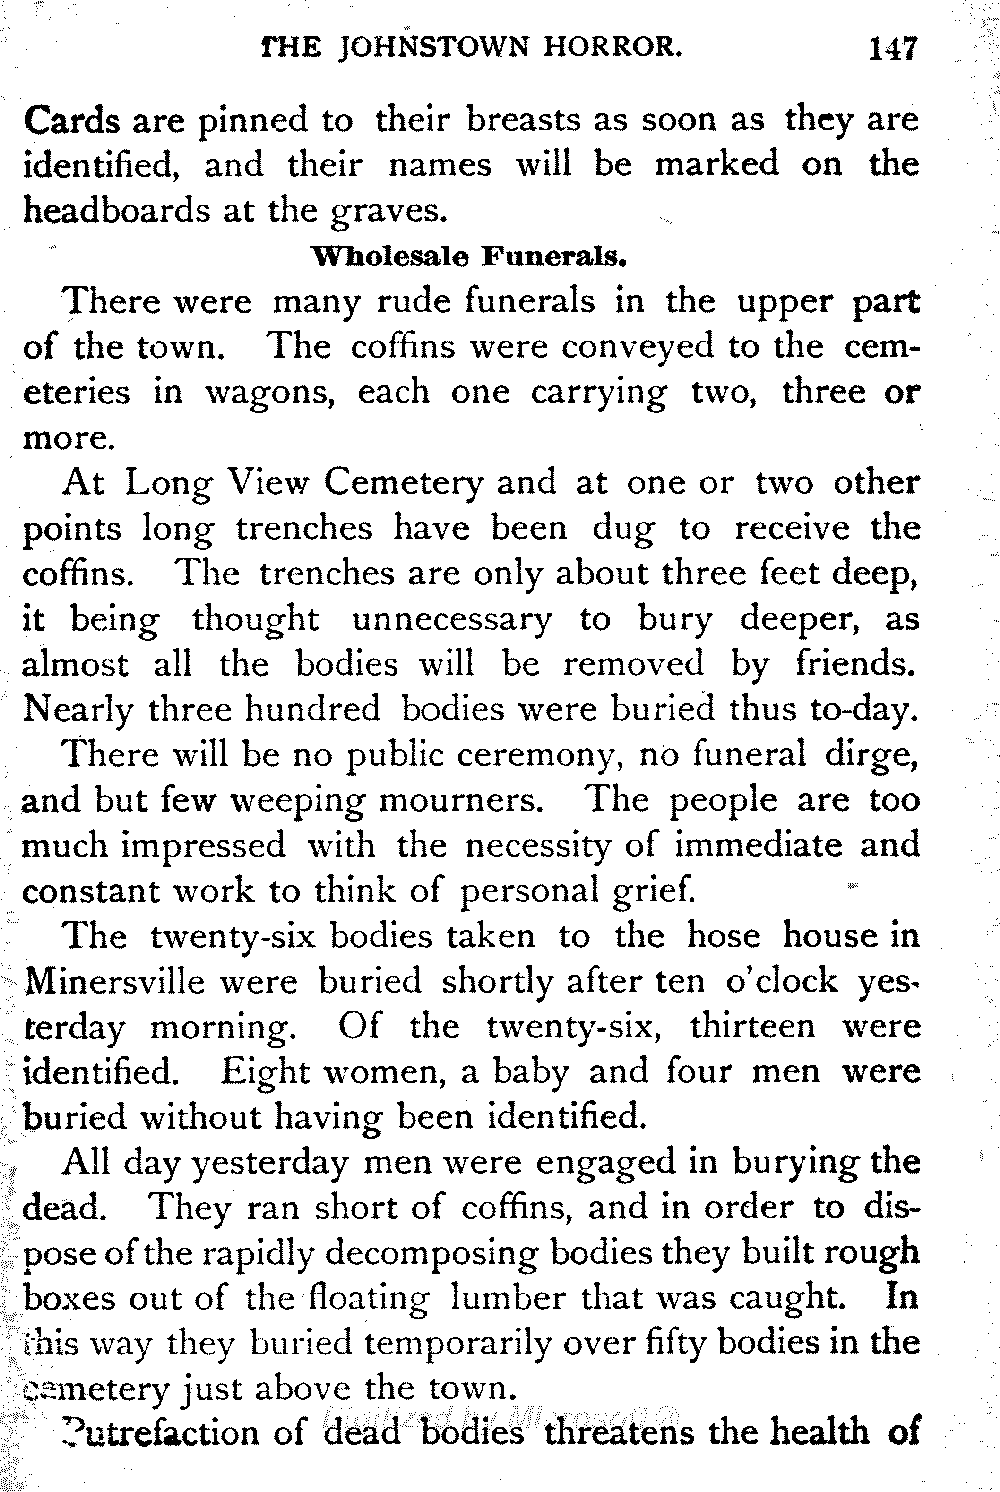 THE JOHNSTOWN HORROR. 147
Cards are pinned to their breasts as soon as they are
identified, and their names will be marked on the
headboards at the graves.
Wholesale Funerals.
There were many rude funerals in the upper part
of the town. The coffins were conveyed to the cem-
eteries in wagons, each one carrying two, three or
more.
At Long View Cemetery and at one or two other
points long trenches have been dug to receive the
coffins. The trenches are only about three feet deep,
it being thought unnecessary to bury deeper, as
almost all the bodies will be removed by friends.
Nearly three hundred bodies were buried thus to-day.
There will be no public ceremony, no funeral dirge,
and but few weeping mourners. The people are too
much impressed with the necessity of immediate and
constant work to think of personal grief.
The twenty-six bodies taken to the hose house in
Minersville were buried shortly after ten o'clock yes-
terday morning. Of the twenty-six, thirteen were
identified. Eight women, a baby and four men were
buried without having been identified.
All day yesterday men were engaged in burying the
dead. They ran short of coffins, and in order to dis-
pose of the rapidly decomposing bodies they built rough
boxes out of the floating lumber that was caught. In
this way they buried temporarily over fifty bodies in the
cemetery just above the town.
Putrefaction of dead bodies threatens the health of